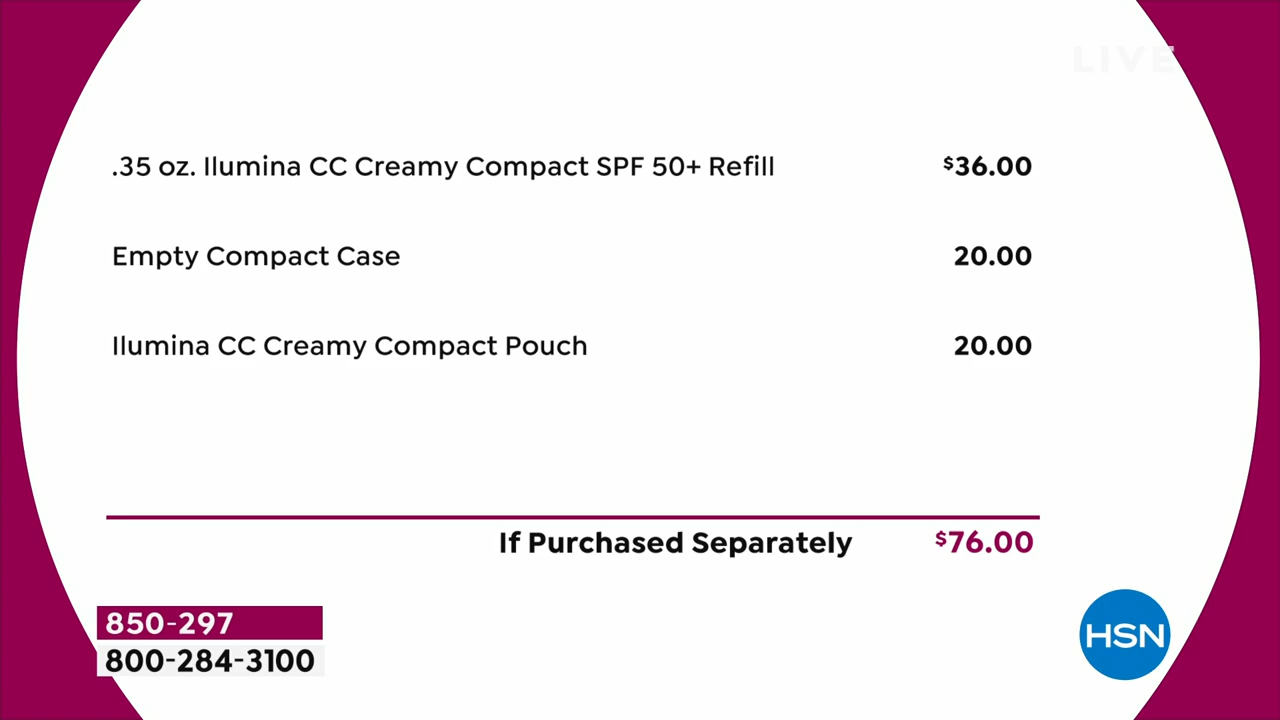 LIVE
.35 oz. Ilumina CC Creamy Compact SPF 50+ Refill $36.00
Empty Compact Case 20.00
Ilumina CC Creamy Compact Pouch 20.00
If Purchased Separately $76.00
850-297
800-284-3100
HSN